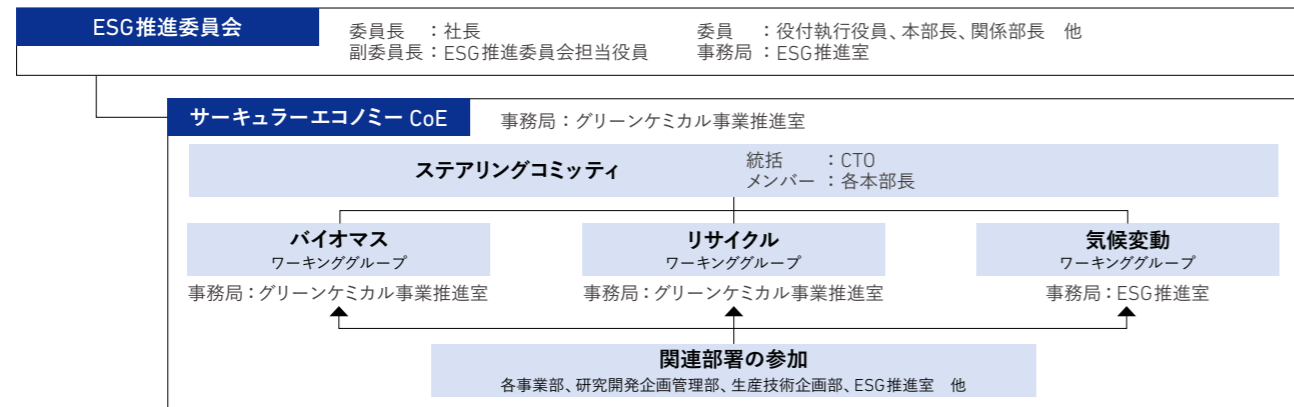 ESG推進委員会
委員長　：社長
副委員長：ESG推進委員会担当役員
委員　：役付執行役員、本部長、関係部長　他
事務局：ESG推進室
サーキュラーエコノミー CoE
事務局：グリーンケミカル事業推進室
ステアリングコミッティ
統括　　：CTO
メンバー：各本部長
バイオマス
ワーキンググループ
事務局：グリーンケミカル事業推進室
リサイクル
ワーキンググループ
事務局：グリーンケミカル事業推進室
気候変動
ワーキンググループ
事務局：ESG推進室
関連部署の参加
各事業部、研究開発企画管理部、生産技術企画部、ESG推進室　他